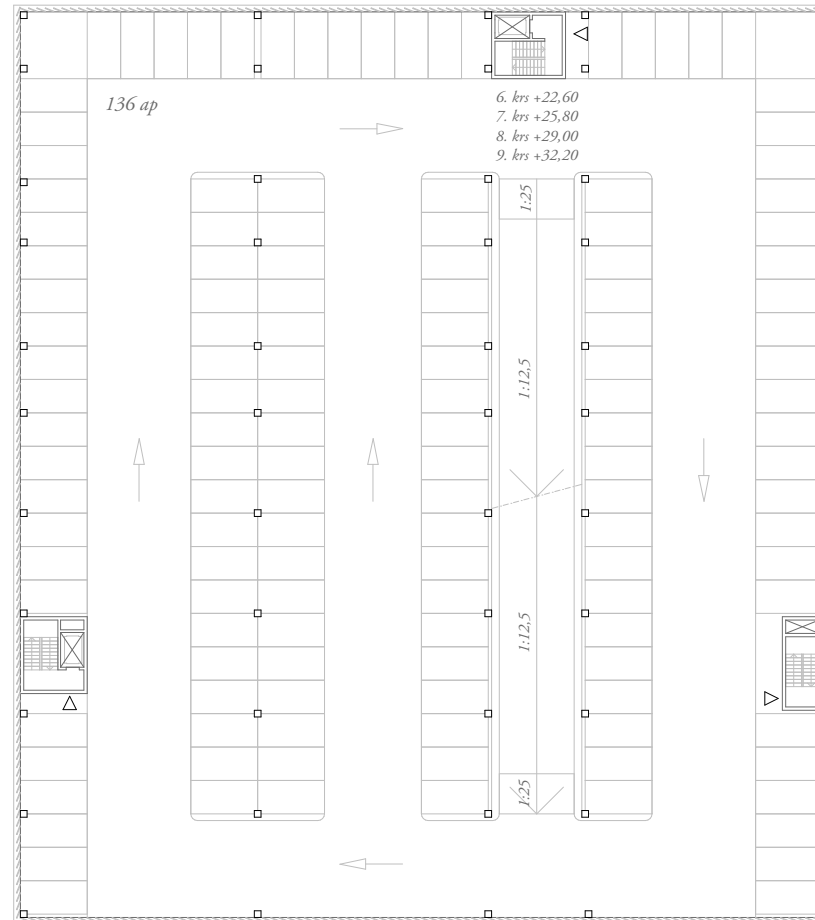 136 ap
6. krs +22,60
7. krs +25,80
8. krs +29,00
9. krs +32,20
1:25
1:12,5
1:12,5
1:25